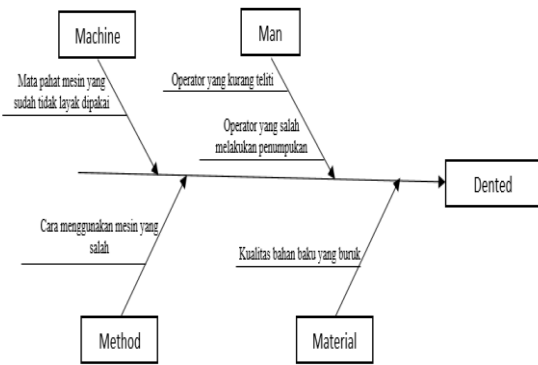 Machine
Man
Mata pahat mesin yang
sudah tidak layak dipakai
Operator yang kurang teliti
Operator yang salah
melakukan penumpukan
Dented
Cara menggunakan mesin yang
salah
Kualitas bahan baku yang buruk
Method
Material